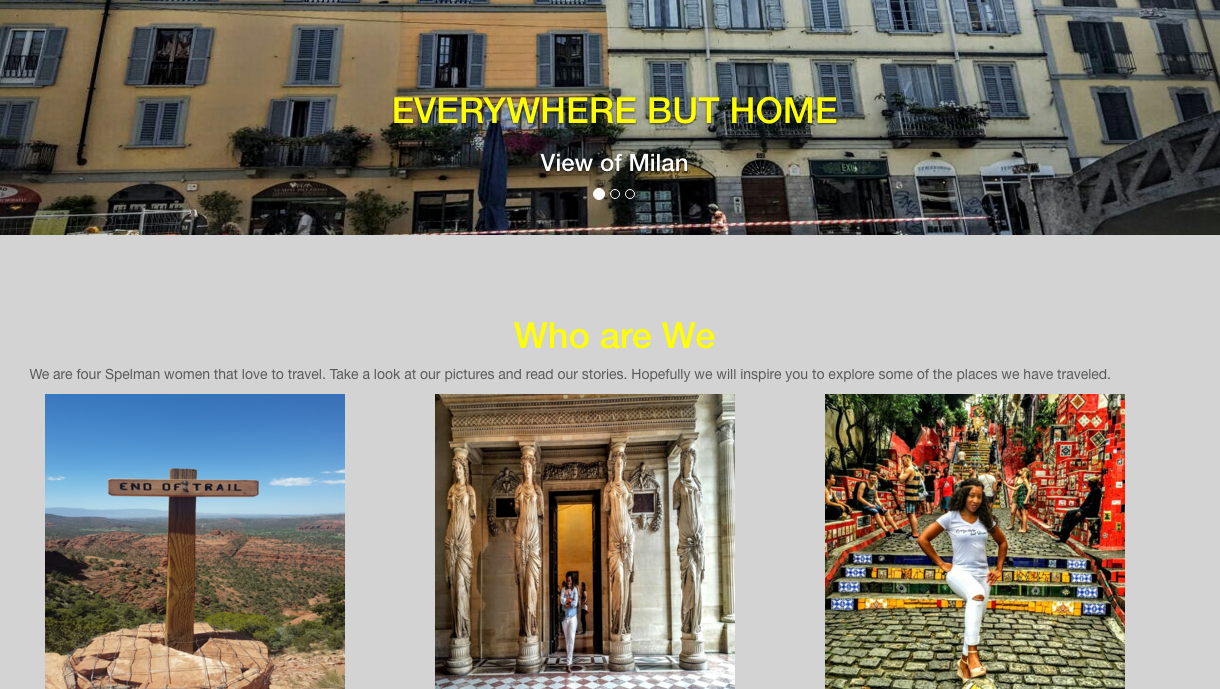 EVERYWHERE BUT HOME
View of Milan
EXIT
Who are We
We are four Spelman women that love to travel. Take a look at our pictures and read our stories. Hopefully we will inspire you to explore some of the places we have traveled.
END OF TRAIL